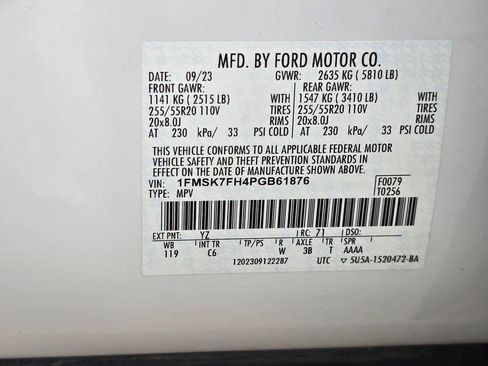 MFD. BY FORD MOTOR CO.
DATE: 09/23 GVWR: 2635 KG ( 5810 LB)
FRONT GAWR: REAR GAWR:
1141 KG ( 2515 LB) WITH 1547 KG ( 3410 LB) WITH
255/55R20 110V TIRES 255/55R20 110V TIRES
20x8.0J RIMS 20x8.0J RIMS
AT 230 kPa/ 33 PSI COLD AT 230 kPa/ 33 PSI COLD
THIS VEHICLE CONFORMS TO ALL APPLICABLE FEDERAL MOTOR
VEHICLE SAFETY AND THEFT PREVENTION STANDARDS IN
EFFECT ON THE DATE OF MANUFACTURE SHOWN ABOVE.
VIN: 1FMSK7FH4PGB61876 F0079
TYPE: MPV T0256
EXT PNT: YZ RC: 71 DSO:
WB INT TR TP/PS R AXLE TR SPR
119 C6 W 3B T AAAA
1202309122287 UTC ▽ 5U5A-1520472-BA